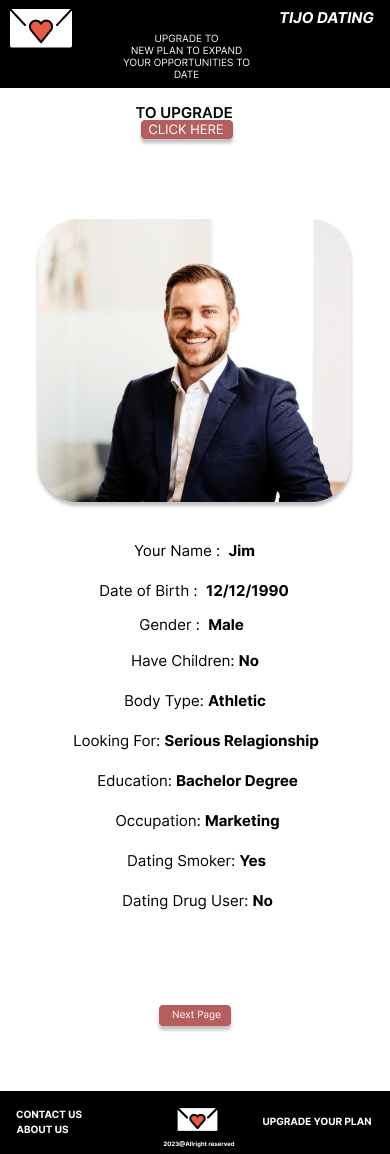 TIJO DATING
UPGRADE TO
NEW PLAN TO EXPAND
YOUR OPPORTUNITIES TO
DATE
TO UPGRADE
CLICK HERE
Your Name : Jim
Date of Birth : 12/12/1990
Gender : Male
Have Children: No
Body Type: Athletic
Looking For: Serious Relagionship
Education: Bachelor Degree
Occupation: Marketing
Dating Smoker: Yes
Dating Drug User: No
Next Page
CONTACT US
ABOUT US
UPGRADE YOUR PLAN
2023@Allright reserved